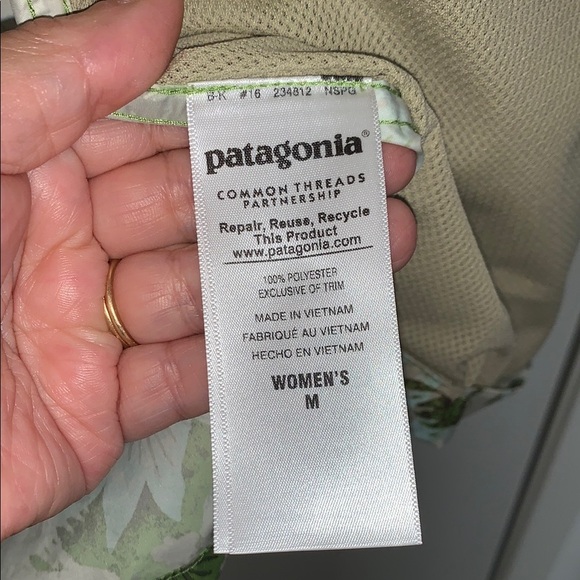 B-K #16 234812 NSPG
patagonia®
COMMON THREADS
PARTNERSHIP
Repair, Reuse, Recycle
This Product
www.patagonia.com
100% POLYESTER
EXCLUSIVE OF TRIM
MADE IN VIETNAM
FABRIQUÉ AU VIETNAM
HECHO EN VIETNAM
WOMEN'S
M